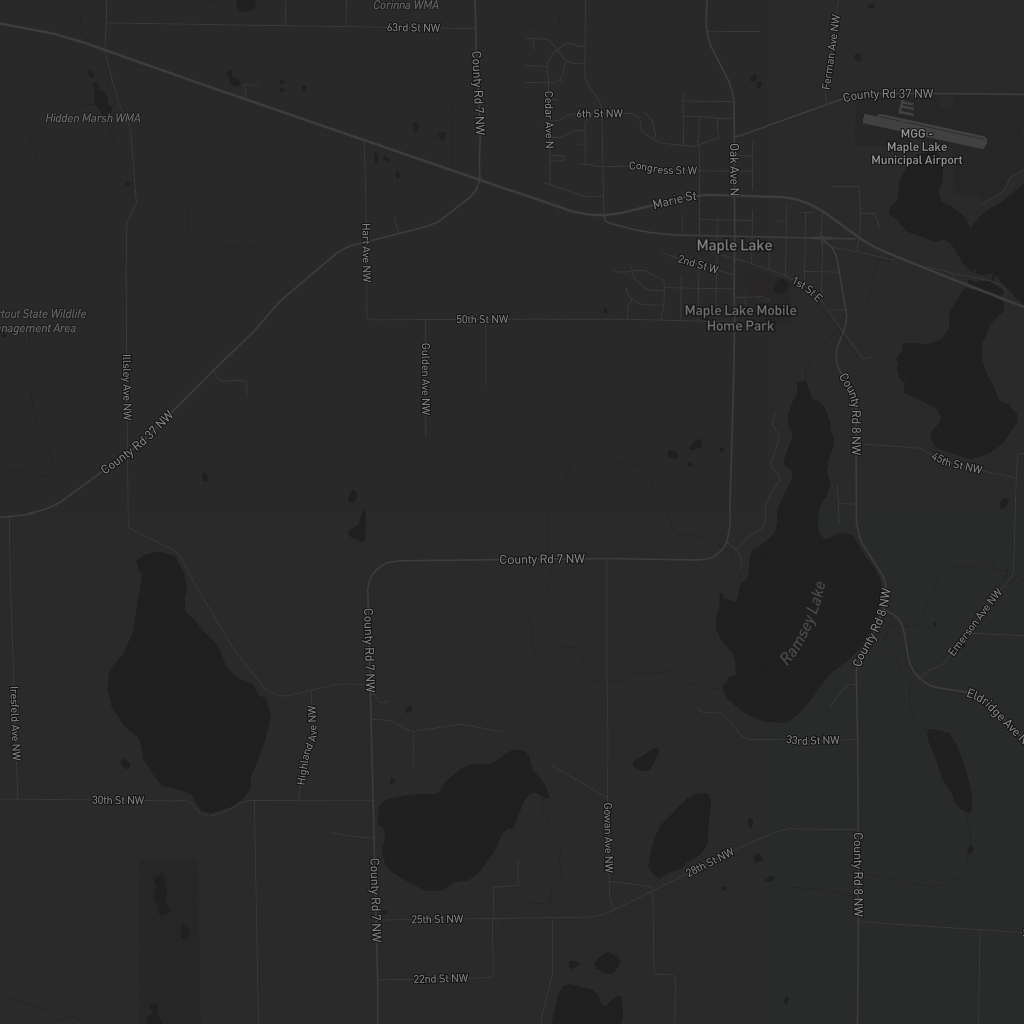 Corinna WMA
63rd St NW
County Rd 7 NW
Ferman Ave NW
County Rd 37 NW
Cedar Ave N
6th St NW
Hidden Marsh WMA
MGG -
Maple Lake
Municipal Airport
Oak Ave N
Congress St W
Marie St
Hart Ave NW
Maple Lake
2nd St W
1st St E
tout State Wildlife
nagement Area
50th St NW
Maple Lake Mobile
Home Park
Illsley Ave NW
Gulden Ave NW
County Rd 8 NW
County Rd 37 NW
45th St NW
County Rd 7 NW
Ramsey Lake
County Rd 8 NW
Emerson Ave NW
County Rd 7 NW
Iresfeld Ave NW
Highland Ave NW
Eldridge Ave N
33rd St NW
30th St NW
Gowan Ave NW
28th St NW
County Rd 8 NW
County Rd 7 NW
25th St NW
22nd St NW